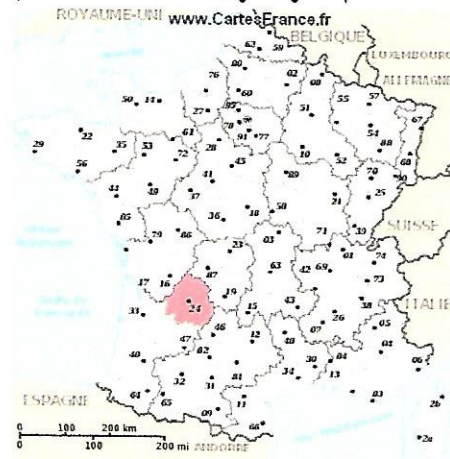 ROYAUME-UNI www.CartesFrance.fr
BELGIQUE
LUXEMBOURG
ALLEMAGNE
62 59
80
76 02 08
60
50 14 27 95 51 55 57
78 91 77 54 67
29 22 61 28 10 88
35 53 72 45 52 68
56 41 89 70 90
44 49 37 21 25
36 18 58 39
SUISSE
85 79 86 03 71 01
23 74
17 16 87 63 42 69 73
19 38
24 15 43 ITALIE
33 26 05
46 07
47 12 48 04
40 82 30 84 06
32 81 34 13
31 83
ESPAGNE 64 65 11 2b
09 66
0 100 200 km
0 100 200 mi ANDORRE 2a